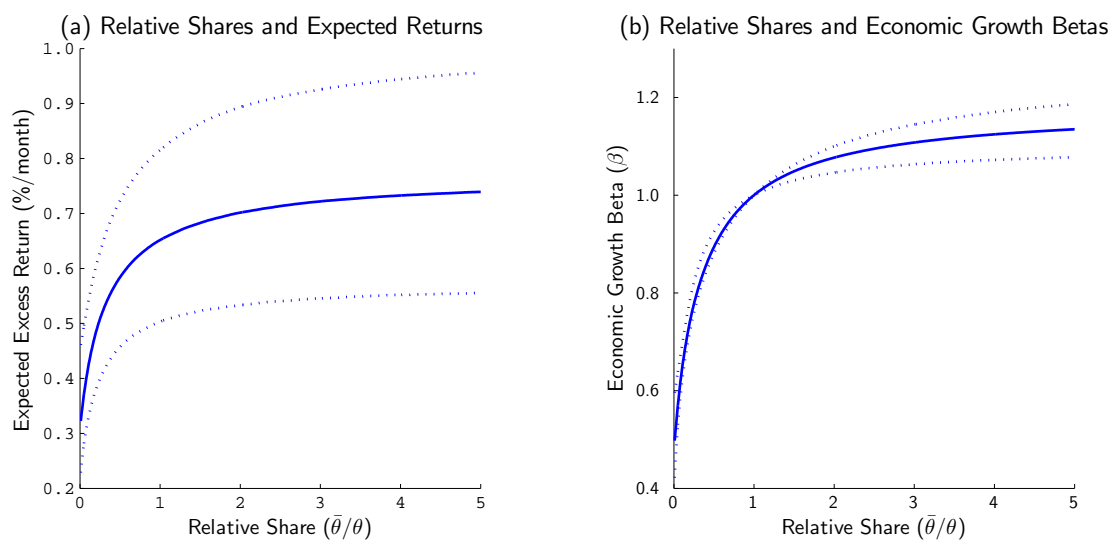 (a) Relative Shares and Expected Returns
1.0
0.9
0.8
0.7
0.6
0.5
0.4
0.3
0.2
Expected Excess Return (%/month)
0 1 2 3 4 5
Relative Share (θ̄/θ)
(b) Relative Shares and Economic Growth Betas
1.2
1.0
0.8
0.6
0.4
Economic Growth Beta (β)
0 1 2 3 4 5
Relative Share (θ̄/θ)